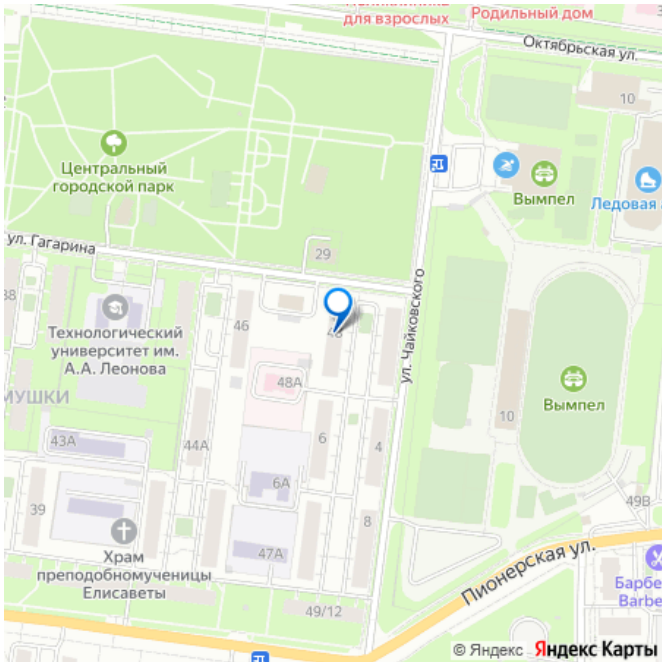 для взрослых
Родильный дом
Октябрьская ул.
10
Центральный
городской парк
Вымпел
Ледовая
ул. Гагарина
29
ул. Чайковского
46
48
Технологический
университет им.
А.А. Леонова
48А
МУШКИ
43А
44А
6
4
10
Вымпел
6А
39
8
49В
47А
Храм
преподобномученицы
Елисаветы
49/12
Пионерская ул.
Барбе
Barbe
© Яндекс Яндекс Карты